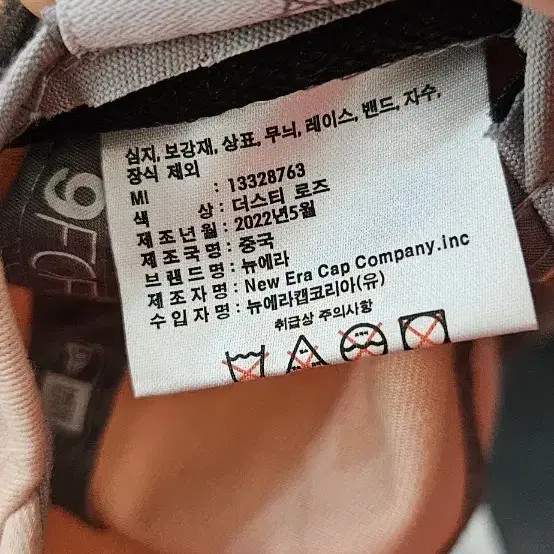 심지, 보강재, 상표, 무늬, 레이스, 밴드, 자수,
장식 제외
MI : 13328763
색 상 : 더스티 로즈
제 조 년 월 : 2022년5월
제 조 국 명 : 중국
브 랜 드 명 : 뉴에라
제 조 자 명 : New Era Cap Company.inc
수 입 자 명 : 뉴에라캡코리아(유)
취급상 주의사항
9FOR